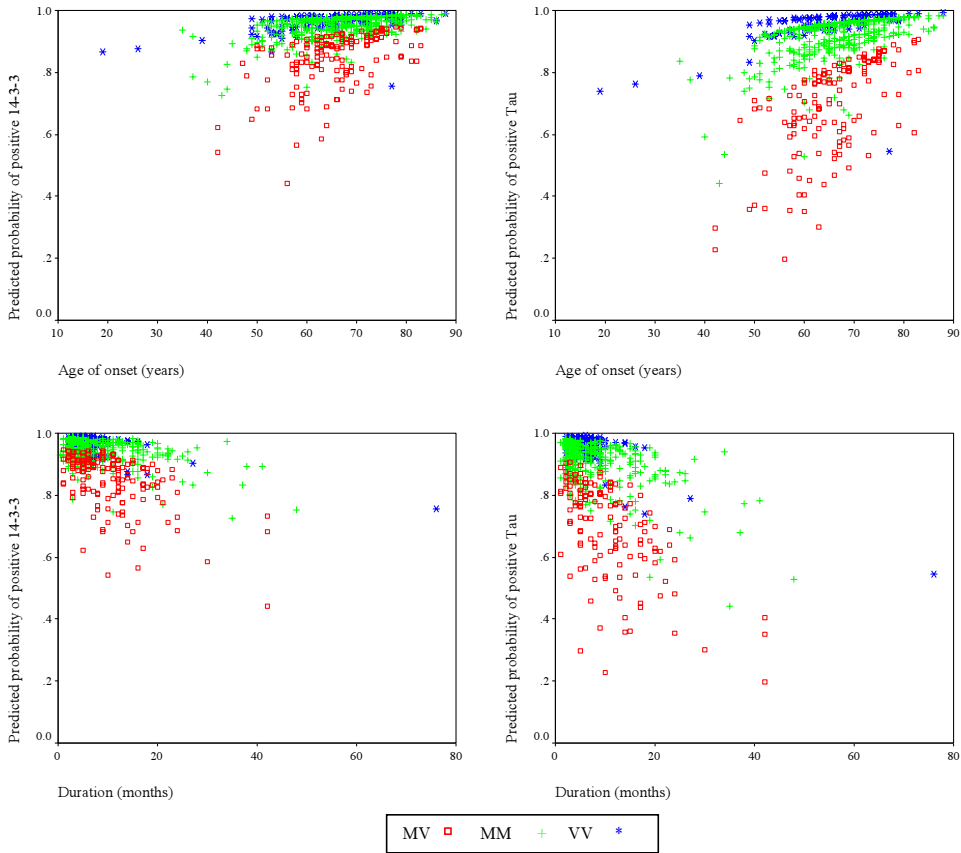 Predicted probability of positive 14-3-3
1.0
.8
.6
.4
.2
0.0
10 20 30 40 50 60 70 80 90
Age of onset (years)
Predicted probability of positive Tau
1.0
.8
.6
.4
.2
0.0
10 20 30 40 50 60 70 80 90
Age of onset (years)
Predicted probability of positive 14-3-3
1.0
.8
.6
.4
.2
0.0
0 20 40 60 80
Duration (months)
Predicted probability of positive Tau
1.0
.8
.6
.4
.2
0.0
0 20 40 60 80
Duration (months)
MV MM VV